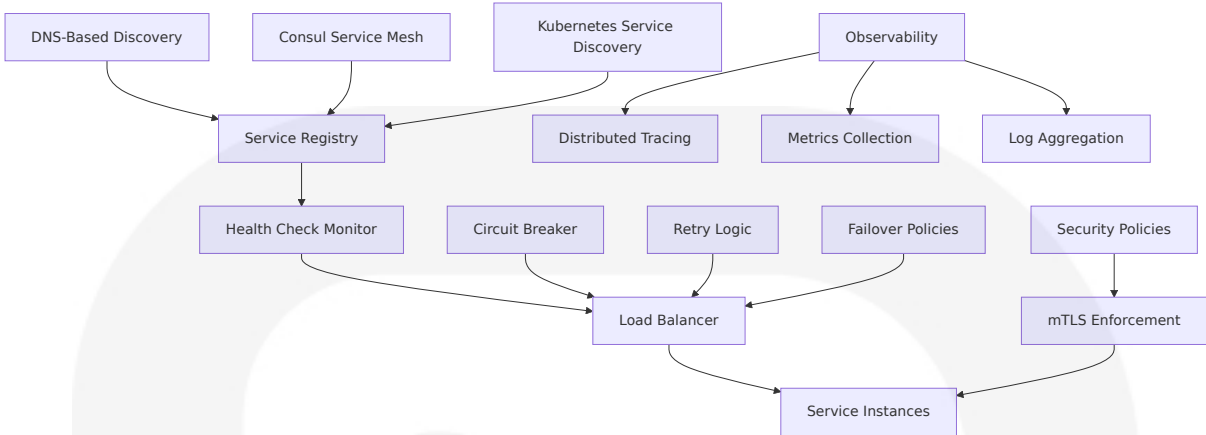 DNS-Based Discovery
Consul Service Mesh
Kubernetes Service
Discovery
Observability
Service Registry
Distributed Tracing
Metrics Collection
Log Aggregation
Health Check Monitor
Circuit Breaker
Retry Logic
Failover Policies
Security Policies
Load Balancer
mTLS Enforcement
Service Instances